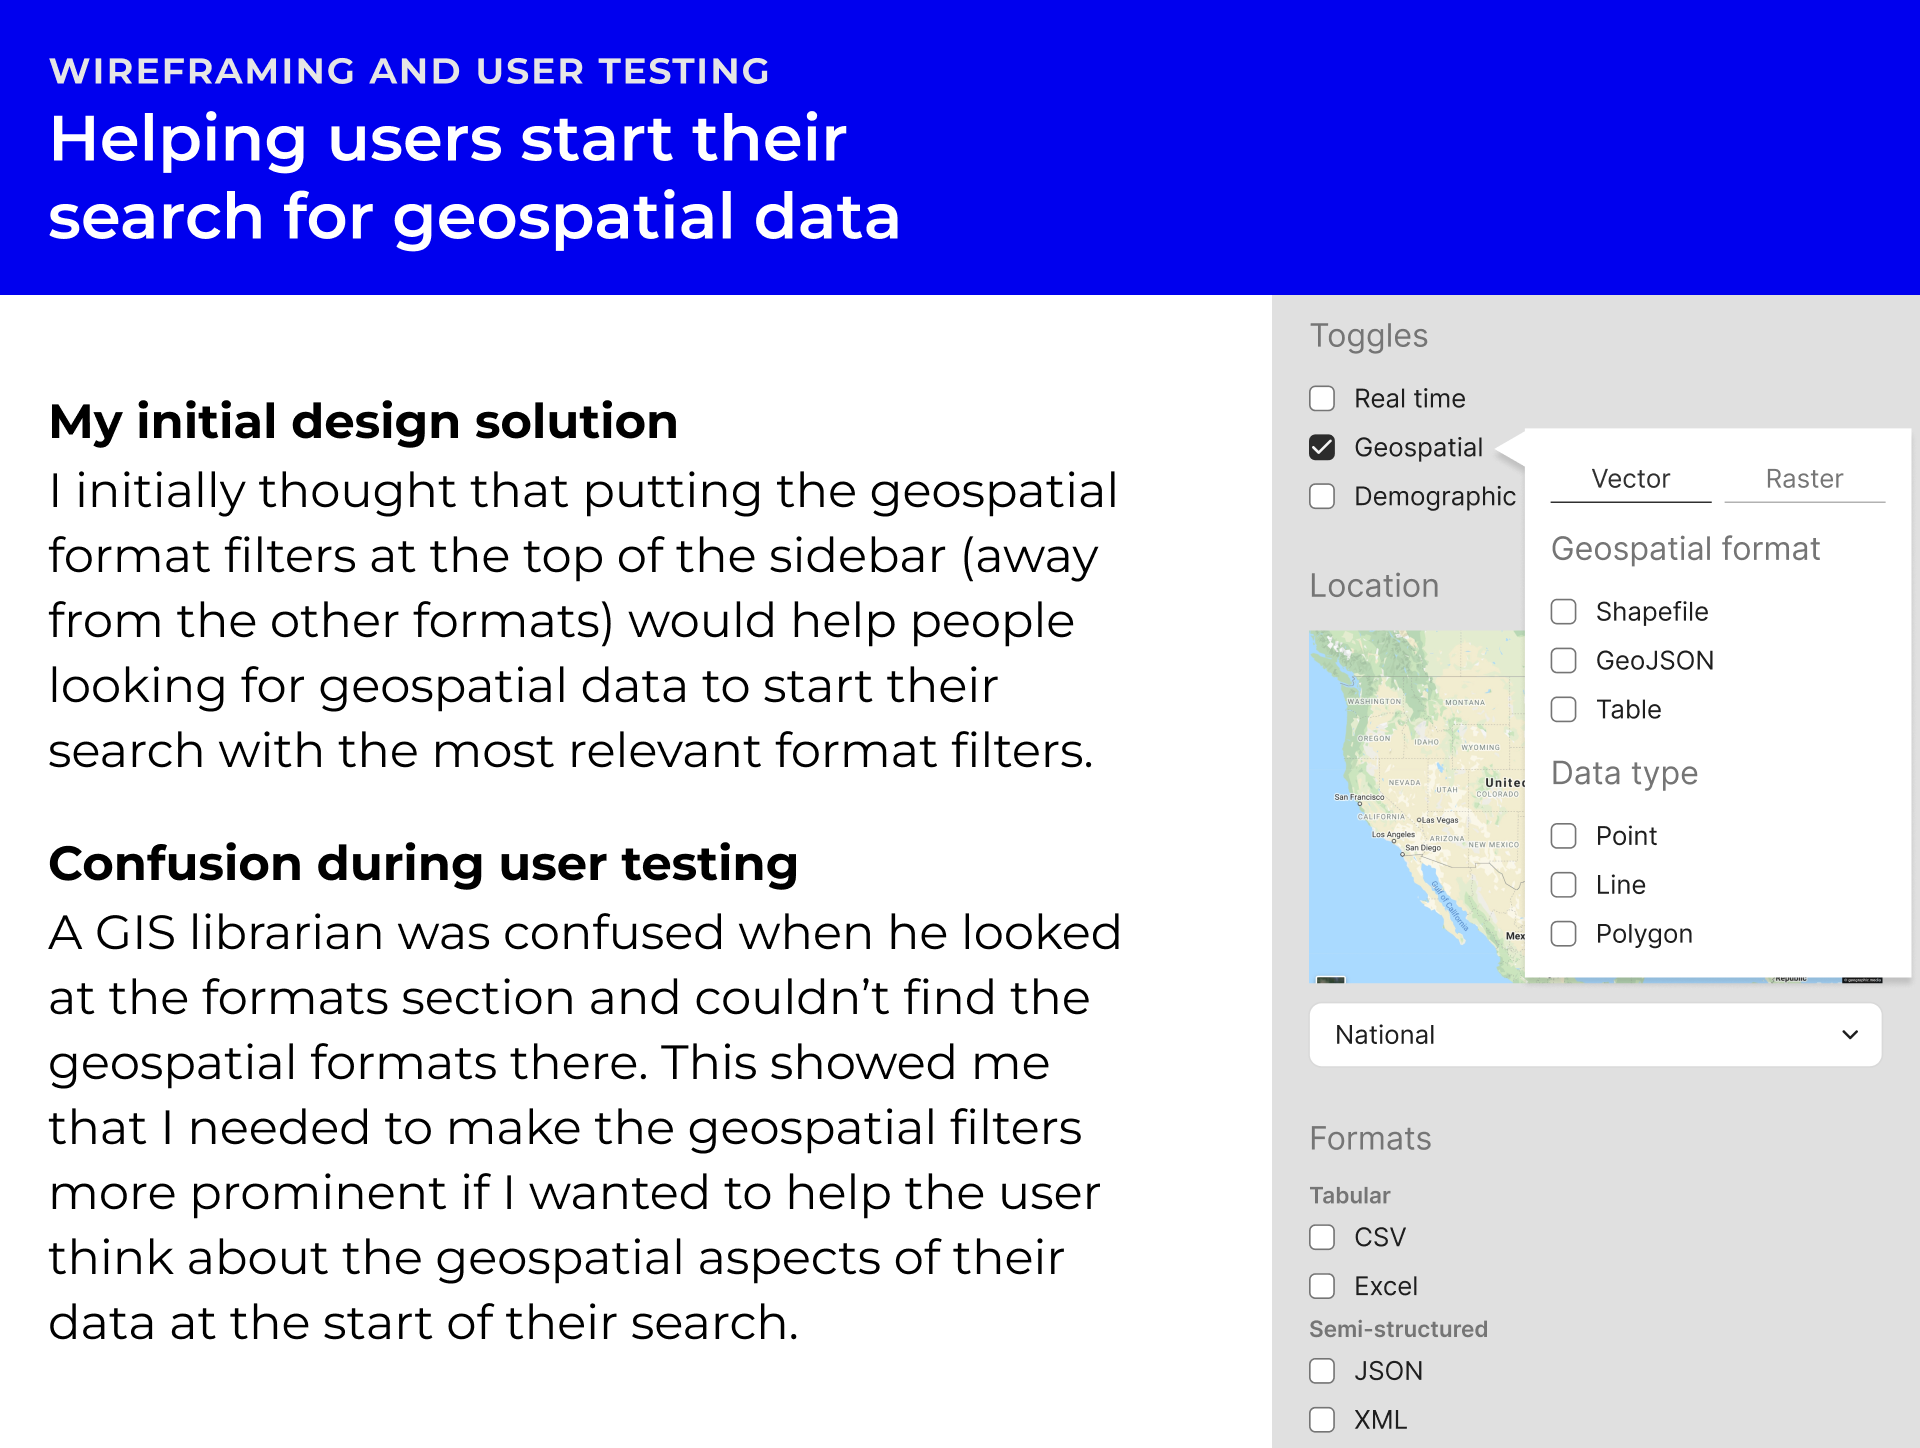 WIREFRAMING AND USER TESTING
Helping users start their
search for geospatial data
My initial design solution
I initially thought that putting the geospatial
format filters at the top of the sidebar (away
from the other formats) would help people
looking for geospatial data to start their
search with the most relevant format filters.
Confusion during user testing
A GIS librarian was confused when he looked
at the formats section and couldn’t find the
geospatial formats there. This showed me
that I needed to make the geospatial filters
more prominent if I wanted to help the user
think about the geospatial aspects of their
data at the start of their search.
Toggles
Real time
Geospatial
Demographic
Vector Raster
Geospatial format
Shapefile
GeoJSON
Table
Data type
Point
Line
Polygon
Location
WASHINGTON
MONTANA
OREGON
IDAHO
WYOMING
NEVADA
UTAH
United
COLORADO
San Francisco
CALIFORNIA
Las Vegas
Los Angeles
ARIZONA
NEW MEXICO
San Diego
Gulf of California
Mex
Republic
National
Formats
Tabular
CSV
Excel
Semi-structured
JSON
XML